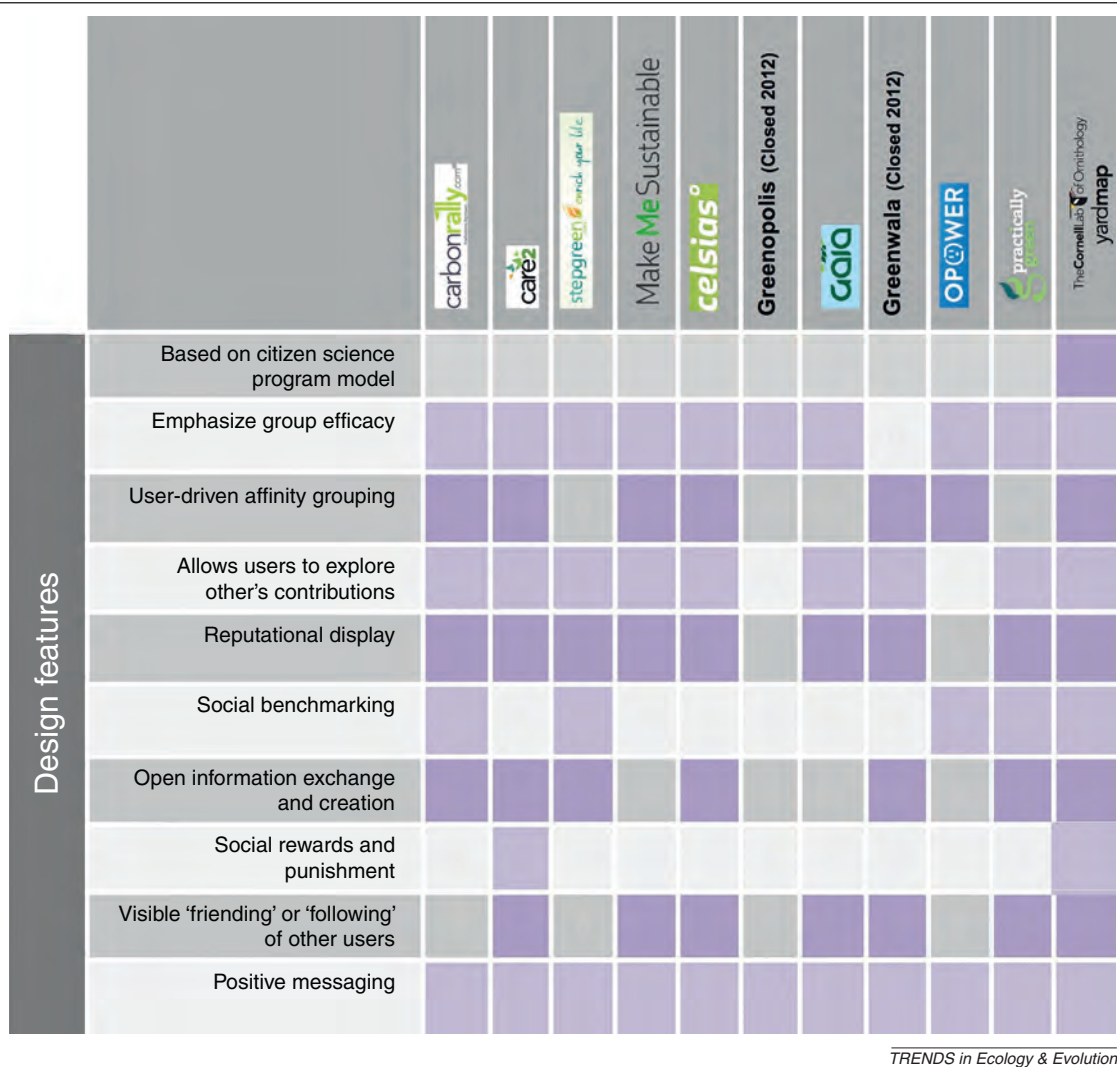 carbonrally.com
care2
stepgreen enrich your life.
Make Me Sustainable
celsias°
Greenopolis (Closed 2012)
Gaia
Greenwala (Closed 2012)
OPOWER
practically
green
TheCornellLab of Ornithology
yardmap
Design features
Based on citizen science
program model
Emphasize group efficacy
User-driven affinity grouping
Allows users to explore
other’s contributions
Reputational display
Social benchmarking
Open information exchange
and creation
Social rewards and
punishment
Visible ‘friending’ or ‘following’
of other users
Positive messaging
TRENDS in Ecology & Evolution